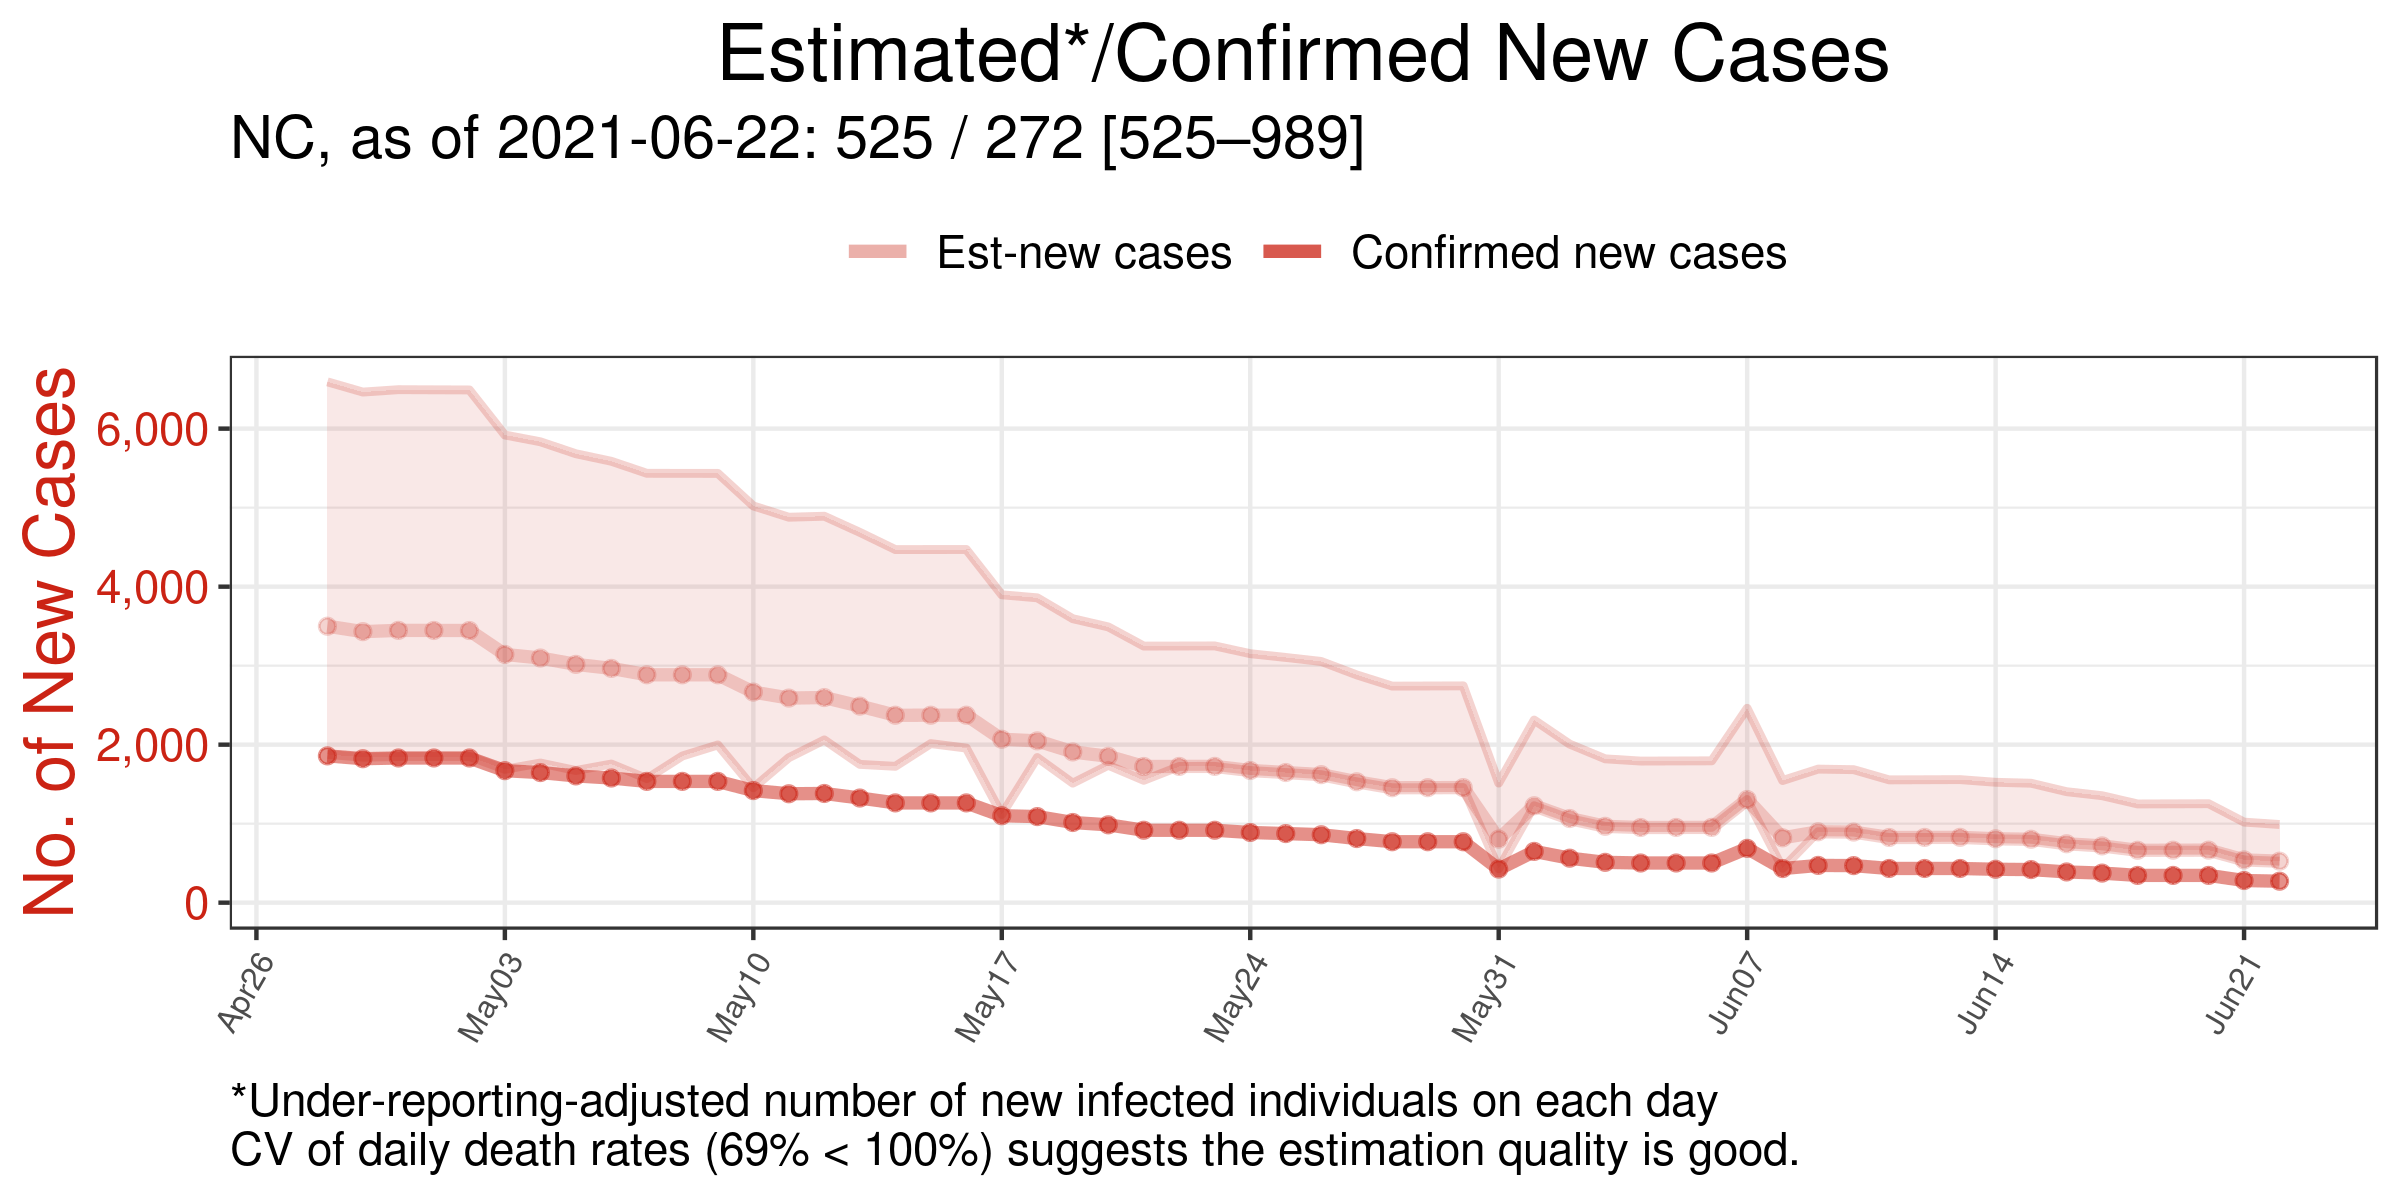 Estimated*/Confirmed New Cases
NC, as of 2021-06-22: 525 / 272 [525–989]
Est-new cases
Confirmed new cases
No. of New Cases
6,000
4,000
2,000
0
Apr26
May03
May10
May17
May24
May31
Jun07
Jun14
Jun21
*Under-reporting-adjusted number of new infected individuals on each day
CV of daily death rates (69% < 100%) suggests the estimation quality is good.